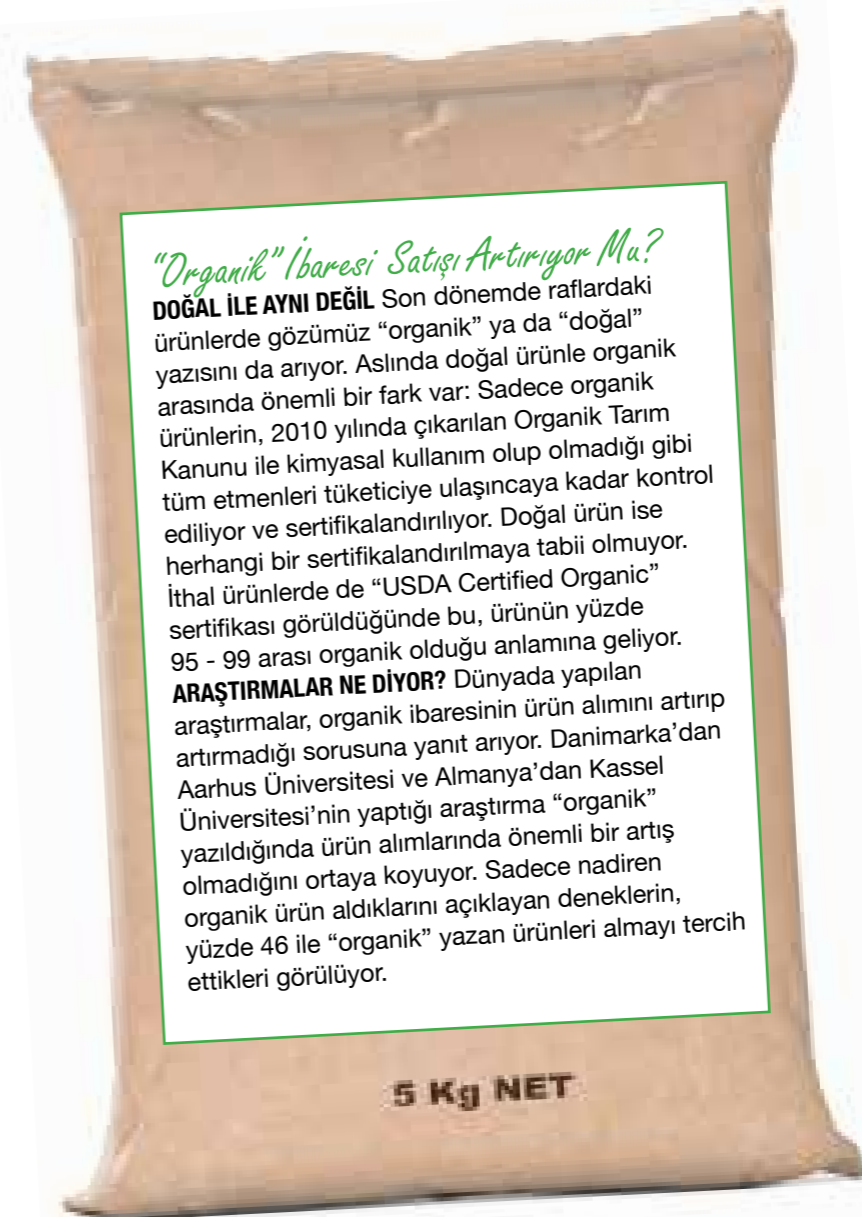 "Organik" İbaresi Satışı Artırıyor Mu?
DOĞAL İLE AYNI DEĞİL Son dönemde raflardaki
ürünlerde gözümüz “organik” ya da “doğal”
yazısını da arıyor. Aslında doğal ürünle organik
arasında önemli bir fark var: Sadece organik
ürünlerin, 2010 yılında çıkarılan Organik Tarım
Kanunu ile kimyasal kullanım olup olmadığı gibi
tüm etmenleri tüketiciye ulaşıncaya kadar kontrol
ediliyor ve sertifikalandırılıyor. Doğal ürün ise
herhangi bir sertifikalandırılmaya tabii olmuyor.
İthal ürünlerde de “USDA Certified Organic”
sertifikası görüldüğünde bu, ürünün yüzde
95 - 99 arası organik olduğu anlamına geliyor.
ARAŞTIRMALAR NE DİYOR? Dünyada yapılan
araştırmalar, organik ibaresinin ürün alımını artırıp
artırmadığı sorusuna yanıt arıyor. Danimarka’dan
Aarhus Üniversitesi ve Almanya’dan Kassel
Üniversitesi’nin yaptığı araştırma “organik”
yazıldığında ürün alımlarında önemli bir artış
olmadığını ortaya koyuyor. Sadece nadiren
organik ürün aldıklarını açıklayan deneklerin,
yüzde 46 ile “organik” yazan ürünleri almayı tercih
ettikleri görülüyor.
5 Kg NET